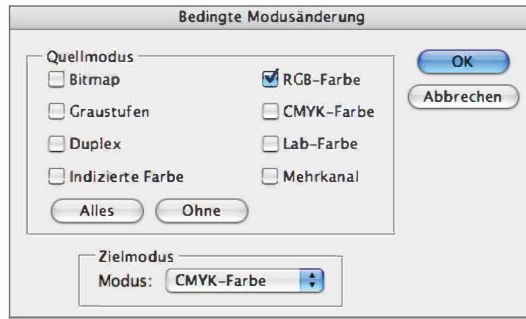 Bedingte Modusänderung
Quellmodus
Bitmap
RGB-Farbe
OK
Graustufen
CMYK-Farbe
Abbrechen
Duplex
Lab-Farbe
Indizierte Farbe
Mehrkanal
Alles
Ohne
Zielmodus
Modus: CMYK-Farbe